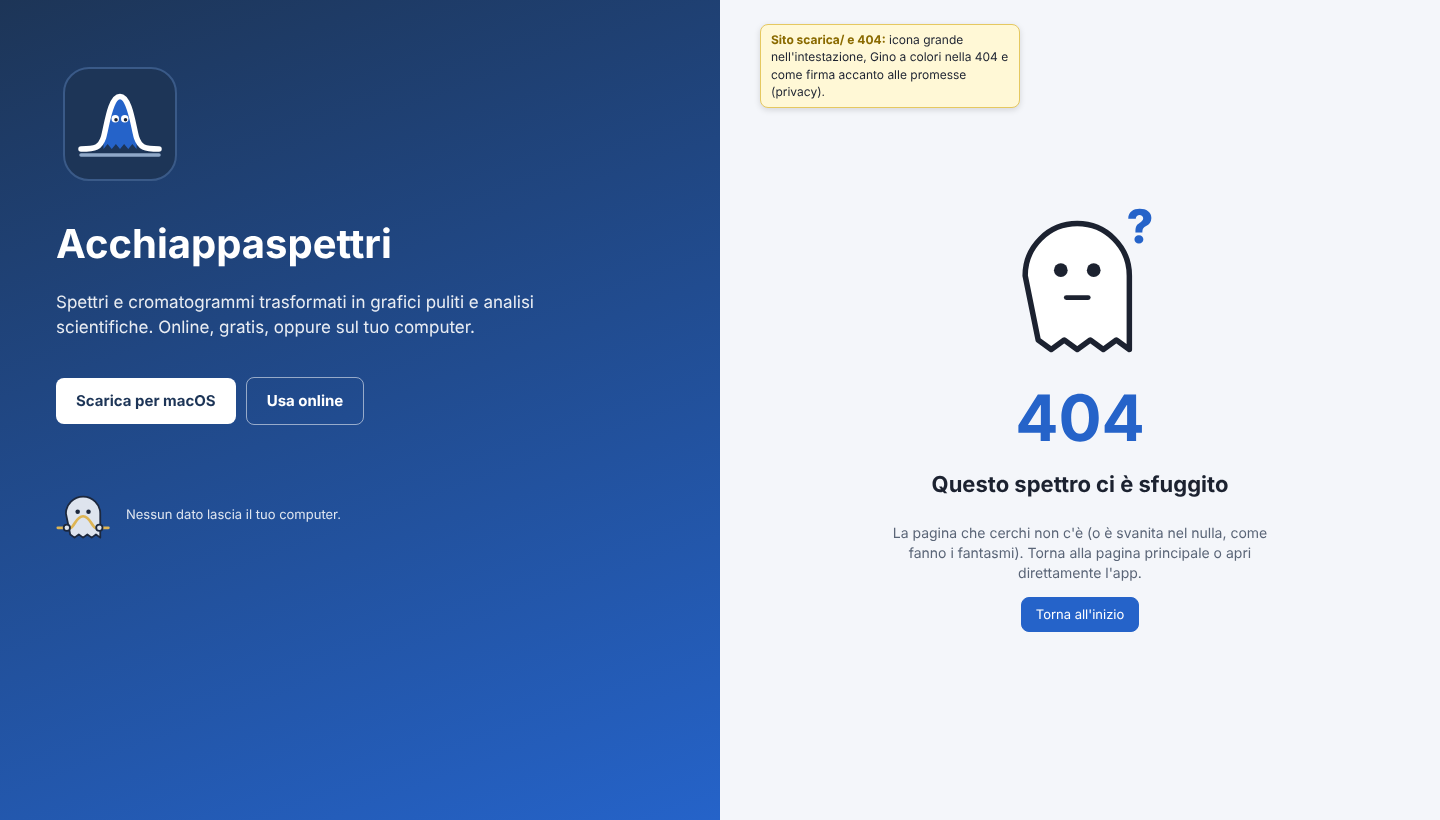 Acchiappaspettri
Spettri e cromatogrammi trasformati in grafici puliti e analisi
scientifiche. Online, gratis, oppure sul tuo computer.
Scarica per macOS
Usa online
Nessun dato lascia il tuo computer.
Sito scarica/ e 404: icona grande
nell'intestazione, Gino a colori nella 404 e
come firma accanto alle promesse
(privacy).
?
404
Questo spettro ci è sfuggito
La pagina che cerchi non c'è (o è svanita nel nulla, come
fanno i fantasmi). Torna alla pagina principale o apri
direttamente l'app.
Torna all'inizio